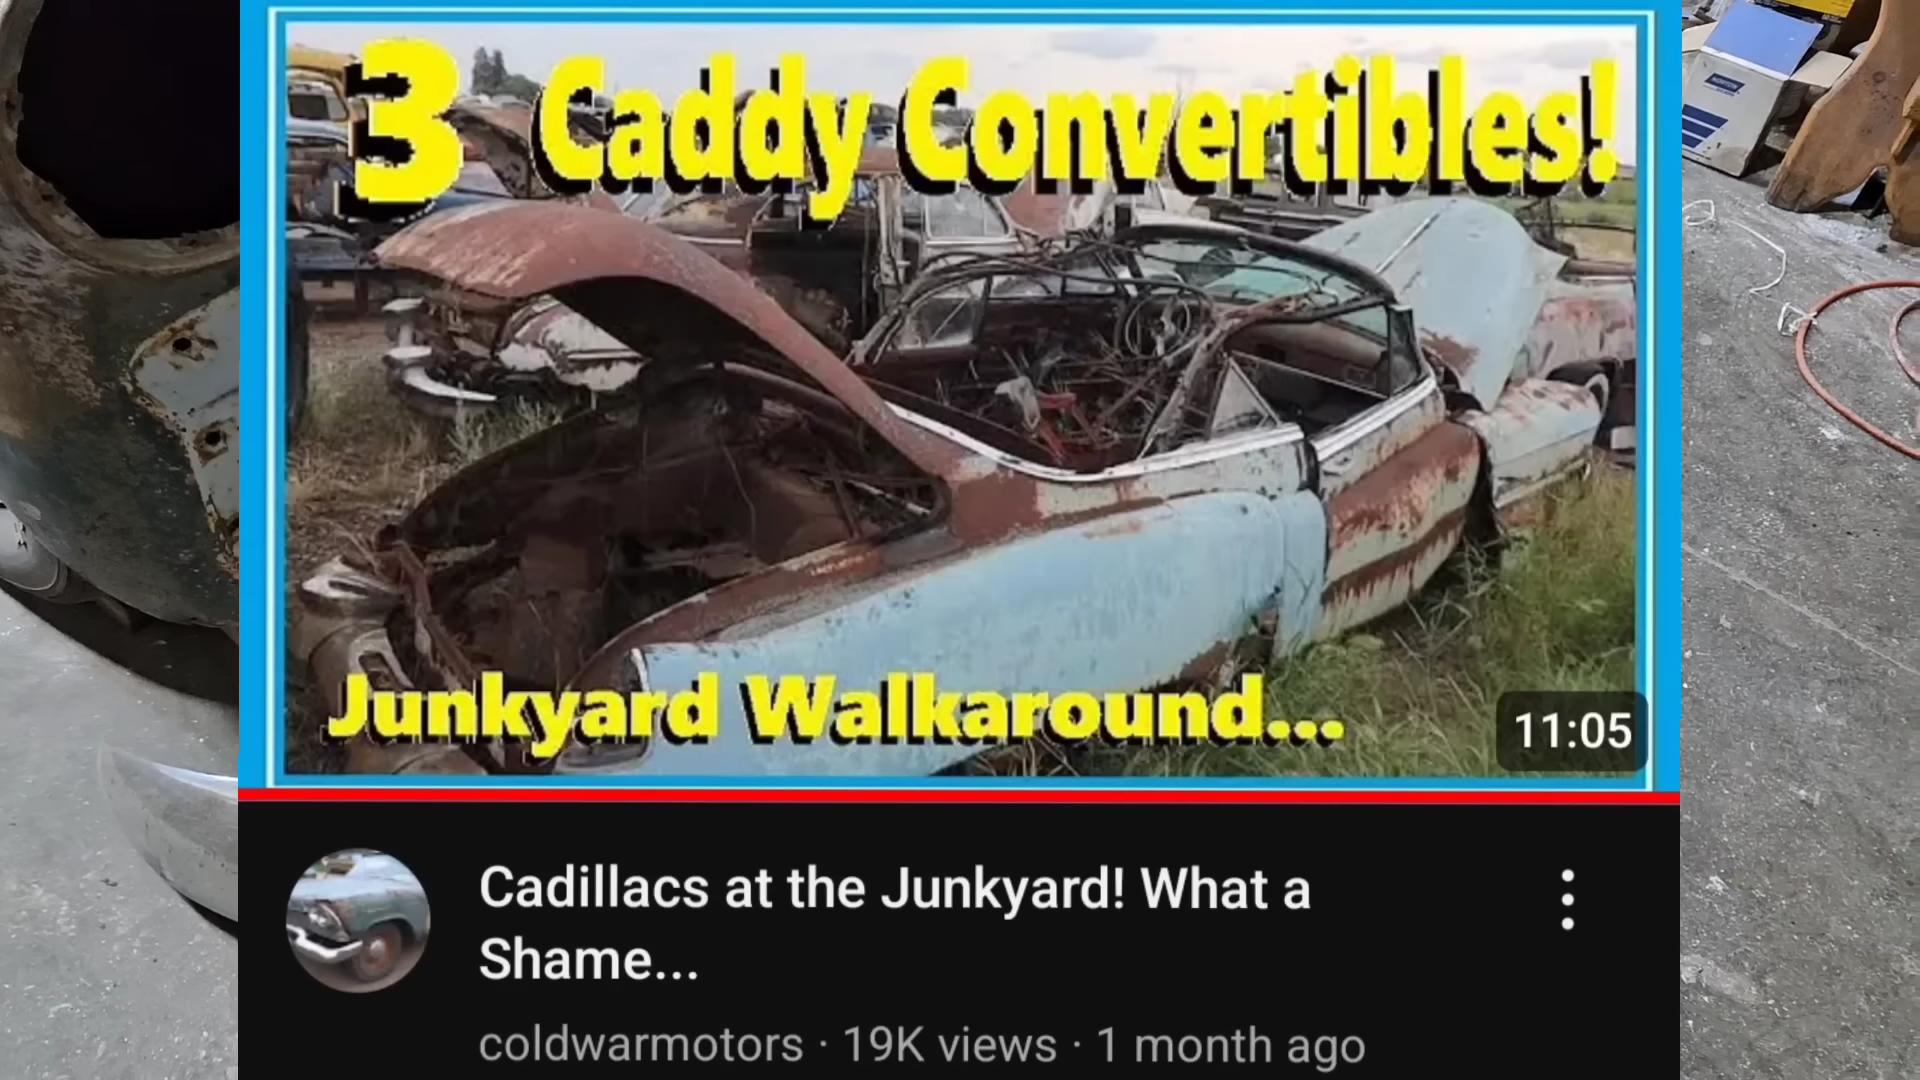 3 Caddy Convertibles!
Junkyard Walkaround...
11:05
Cadillacs at the Junkyard! What a
Shame...
coldwarmotors · 19K views · 1 month ago